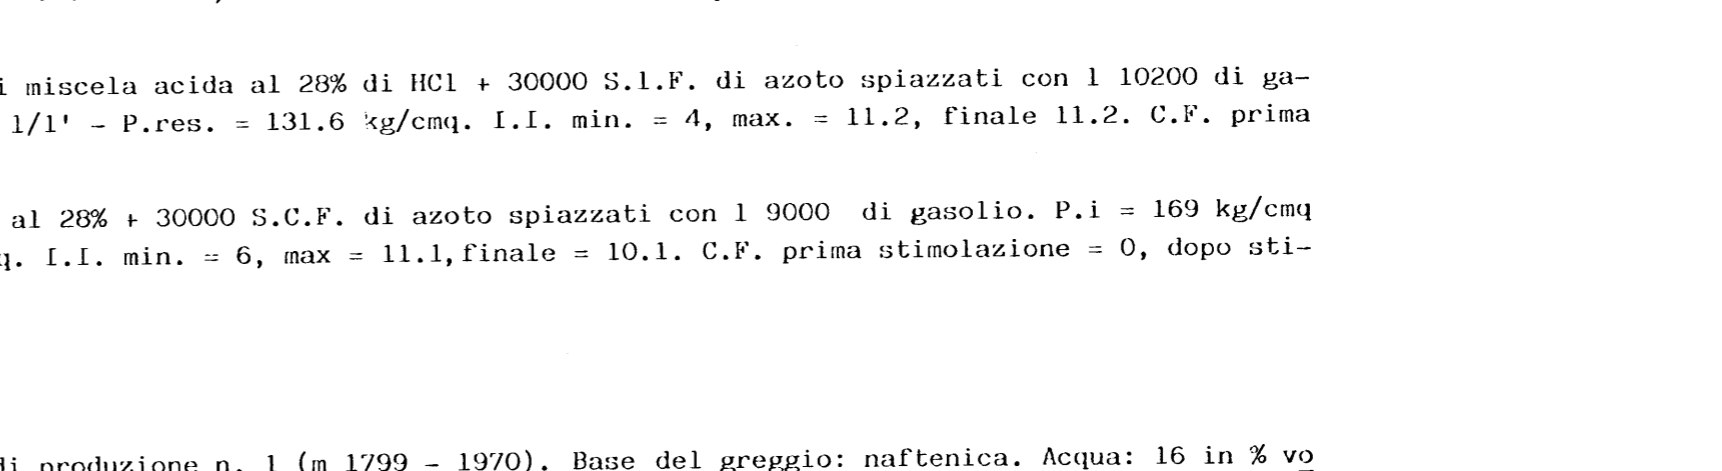 i miscela acida al 28% di HCl + 30000 S.l.F. di azoto spiazzati con l 10200 di ga-
l/l' - P.res. = 131.6 kg/cmq. I.I. min. = 4, max. = 11.2, finale 11.2. C.F. prima
al 28% + 30000 S.C.F. di azoto spiazzati con l 9000 di gasolio. P.i = 169 kg/cmq
q. I.I. min. = 6, max = 11.1, finale = 10.1. C.F. prima stimolazione = 0, dopo sti-
di produzione n. 1 (m 1799 - 1970). Base del greggio: naftenica. Acqua: 16 in % vo